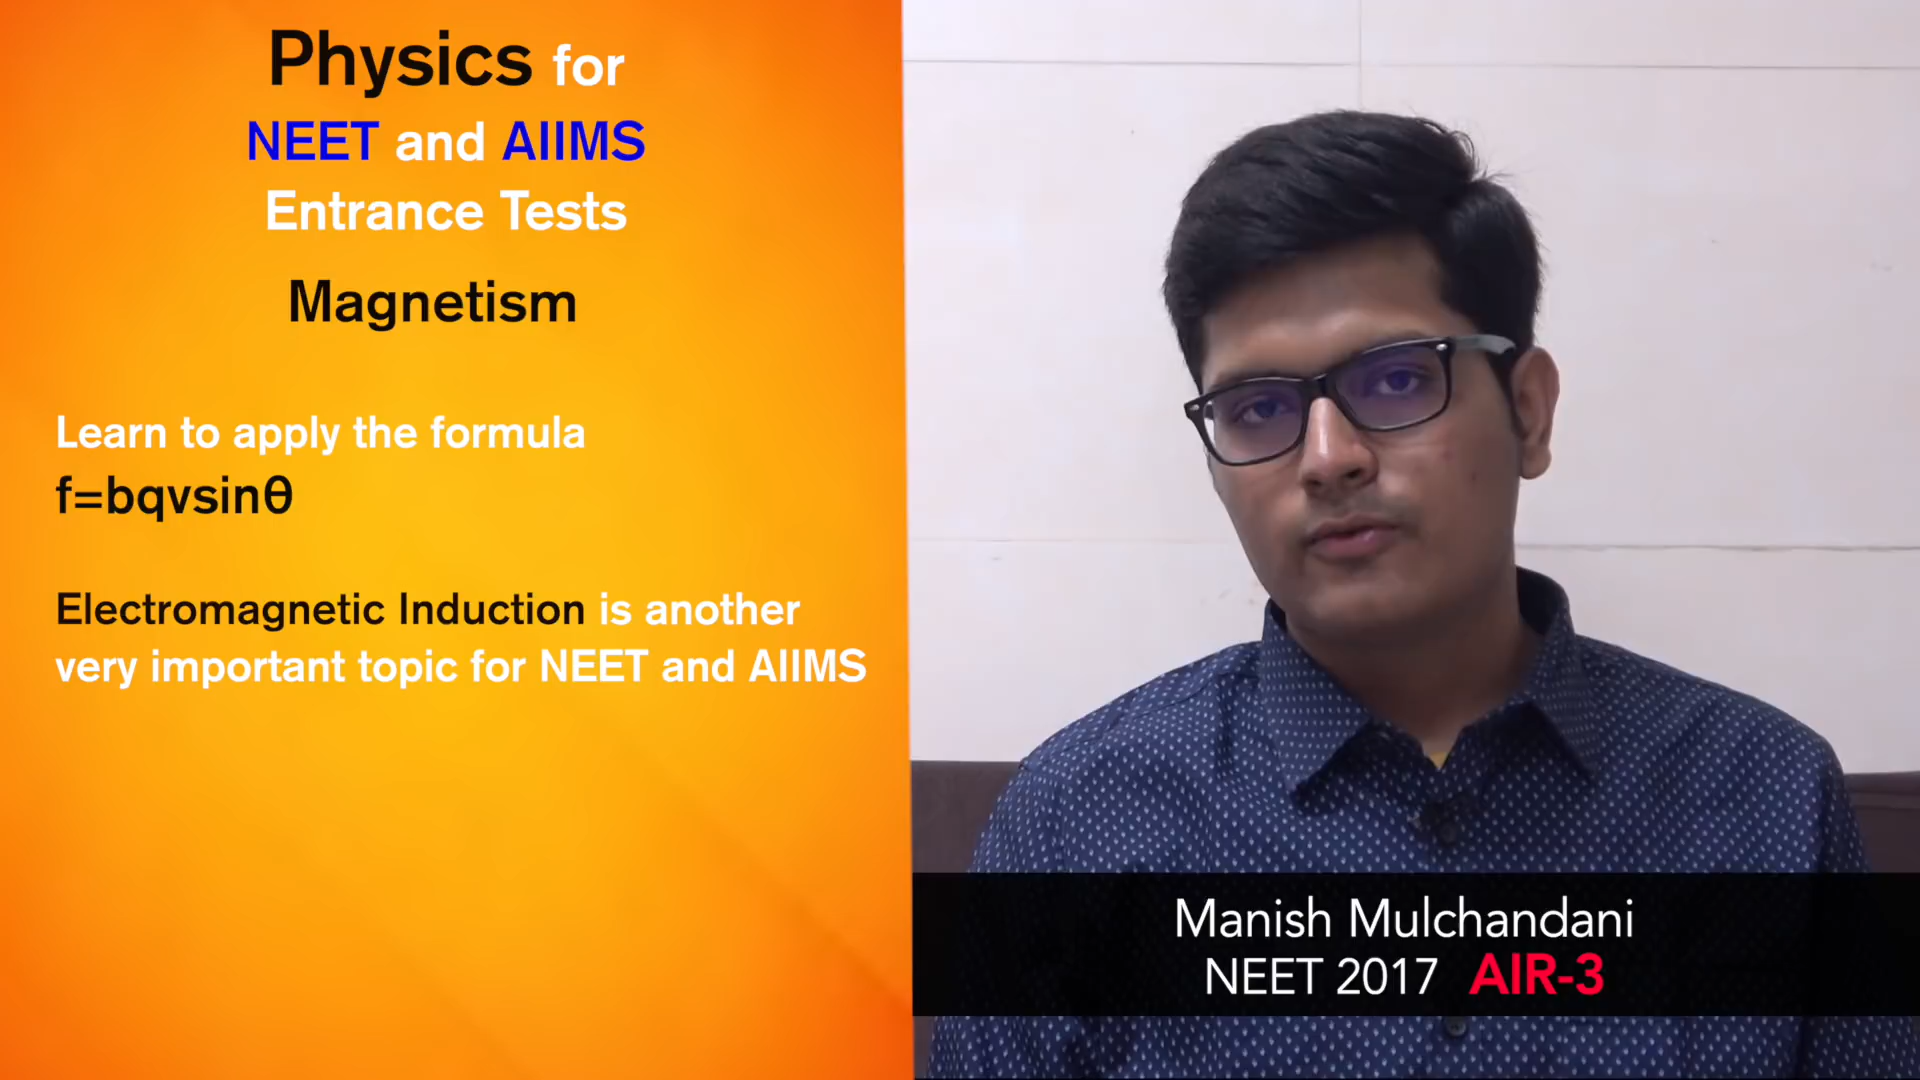 Physics for
NEET and AIIMS
Entrance Tests
Magnetism
Learn to apply the formula
f=bqvsinθ
Electromagnetic Induction is another
very important topic for NEET and AIIMS
Manish Mulchandani
NEET 2017 AIR-3